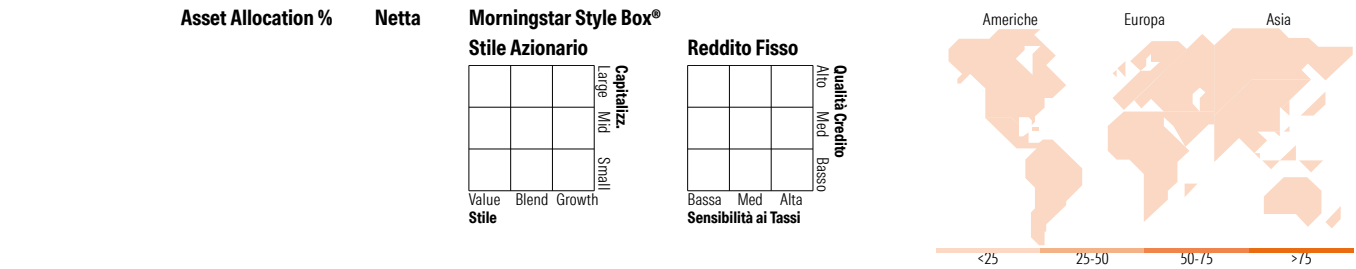 Asset Allocation % Netta
Morningstar Style Box®
Stile Azionario
Large Mid Small
Capitalizz.
Value Blend Growth
Stile
Reddito Fisso
Alto Med Basso
Qualità Credito
Bassa Med Alta
Sensibilità ai Tassi
Americhe Europa Asia
<25 25-50 50-75 >75